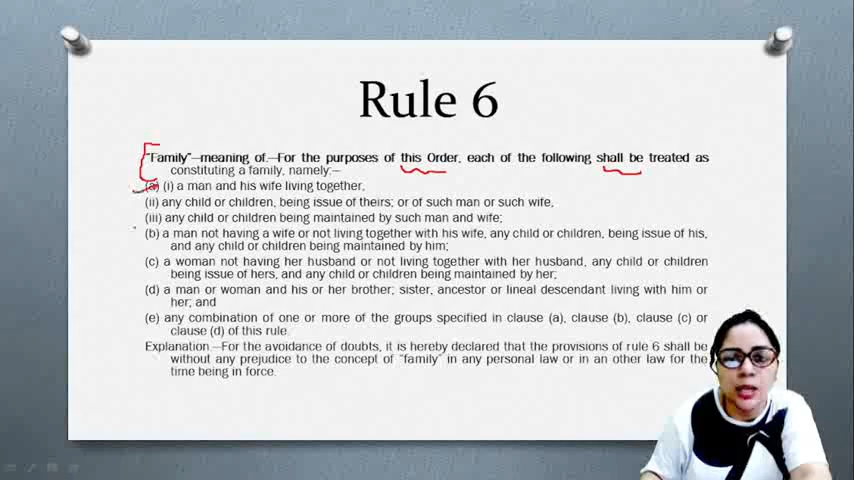 Rule 6
"Family"—meaning of.—For the purposes of this Order, each of the following shall be treated as
constituting a family, namely:—
(a) (i) a man and his wife living together,
(ii) any child or children, being issue of theirs; or of such man or such wife,
(iii) any child or children being maintained by such man and wife;
(b) a man not having a wife or not living together with his wife, any child or children, being issue of his,
and any child or children being maintained by him;
(c) a woman not having her husband or not living together with her husband, any child or children
being issue of hers, and any child or children being maintained by her;
(d) a man or woman and his or her brother; sister, ancestor or lineal descendant living with him or
her; and
(e) any combination of one or more of the groups specified in clause (a), clause (b), clause (c) or
clause (d) of this rule.
Explanation.—For the avoidance of doubts, it is hereby declared that the provisions of rule 6 shall be
without any prejudice to the concept of "family" in any personal law or in an other law for the
time being in force.